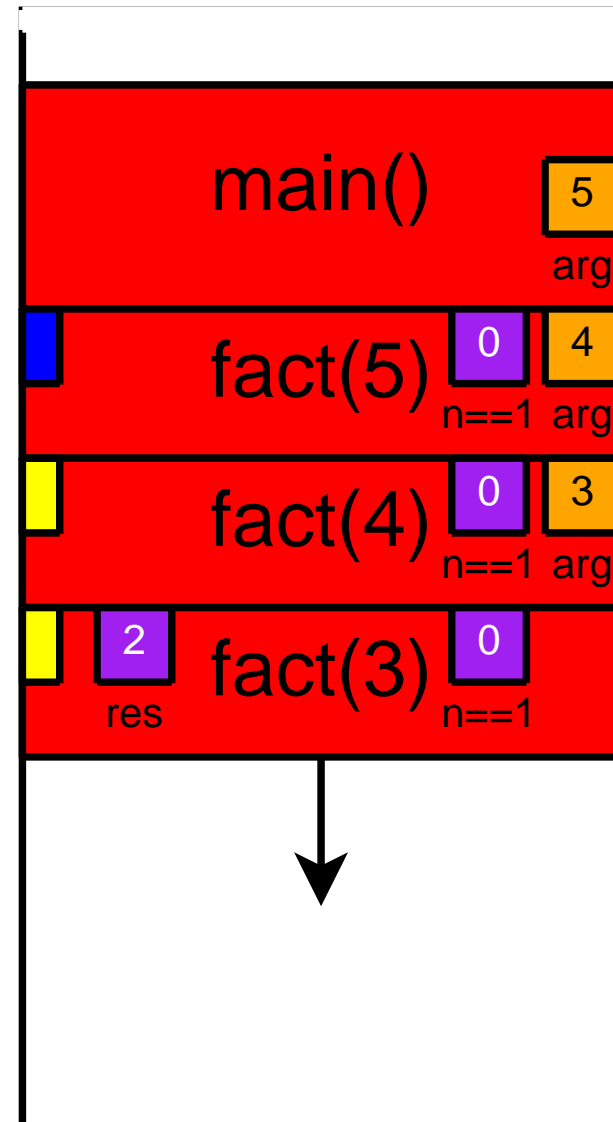 main() 5
arg
fact(5) 0 4
n==1 arg
fact(4) 0 3
n==1 arg
2 fact(3) 0
res n==1